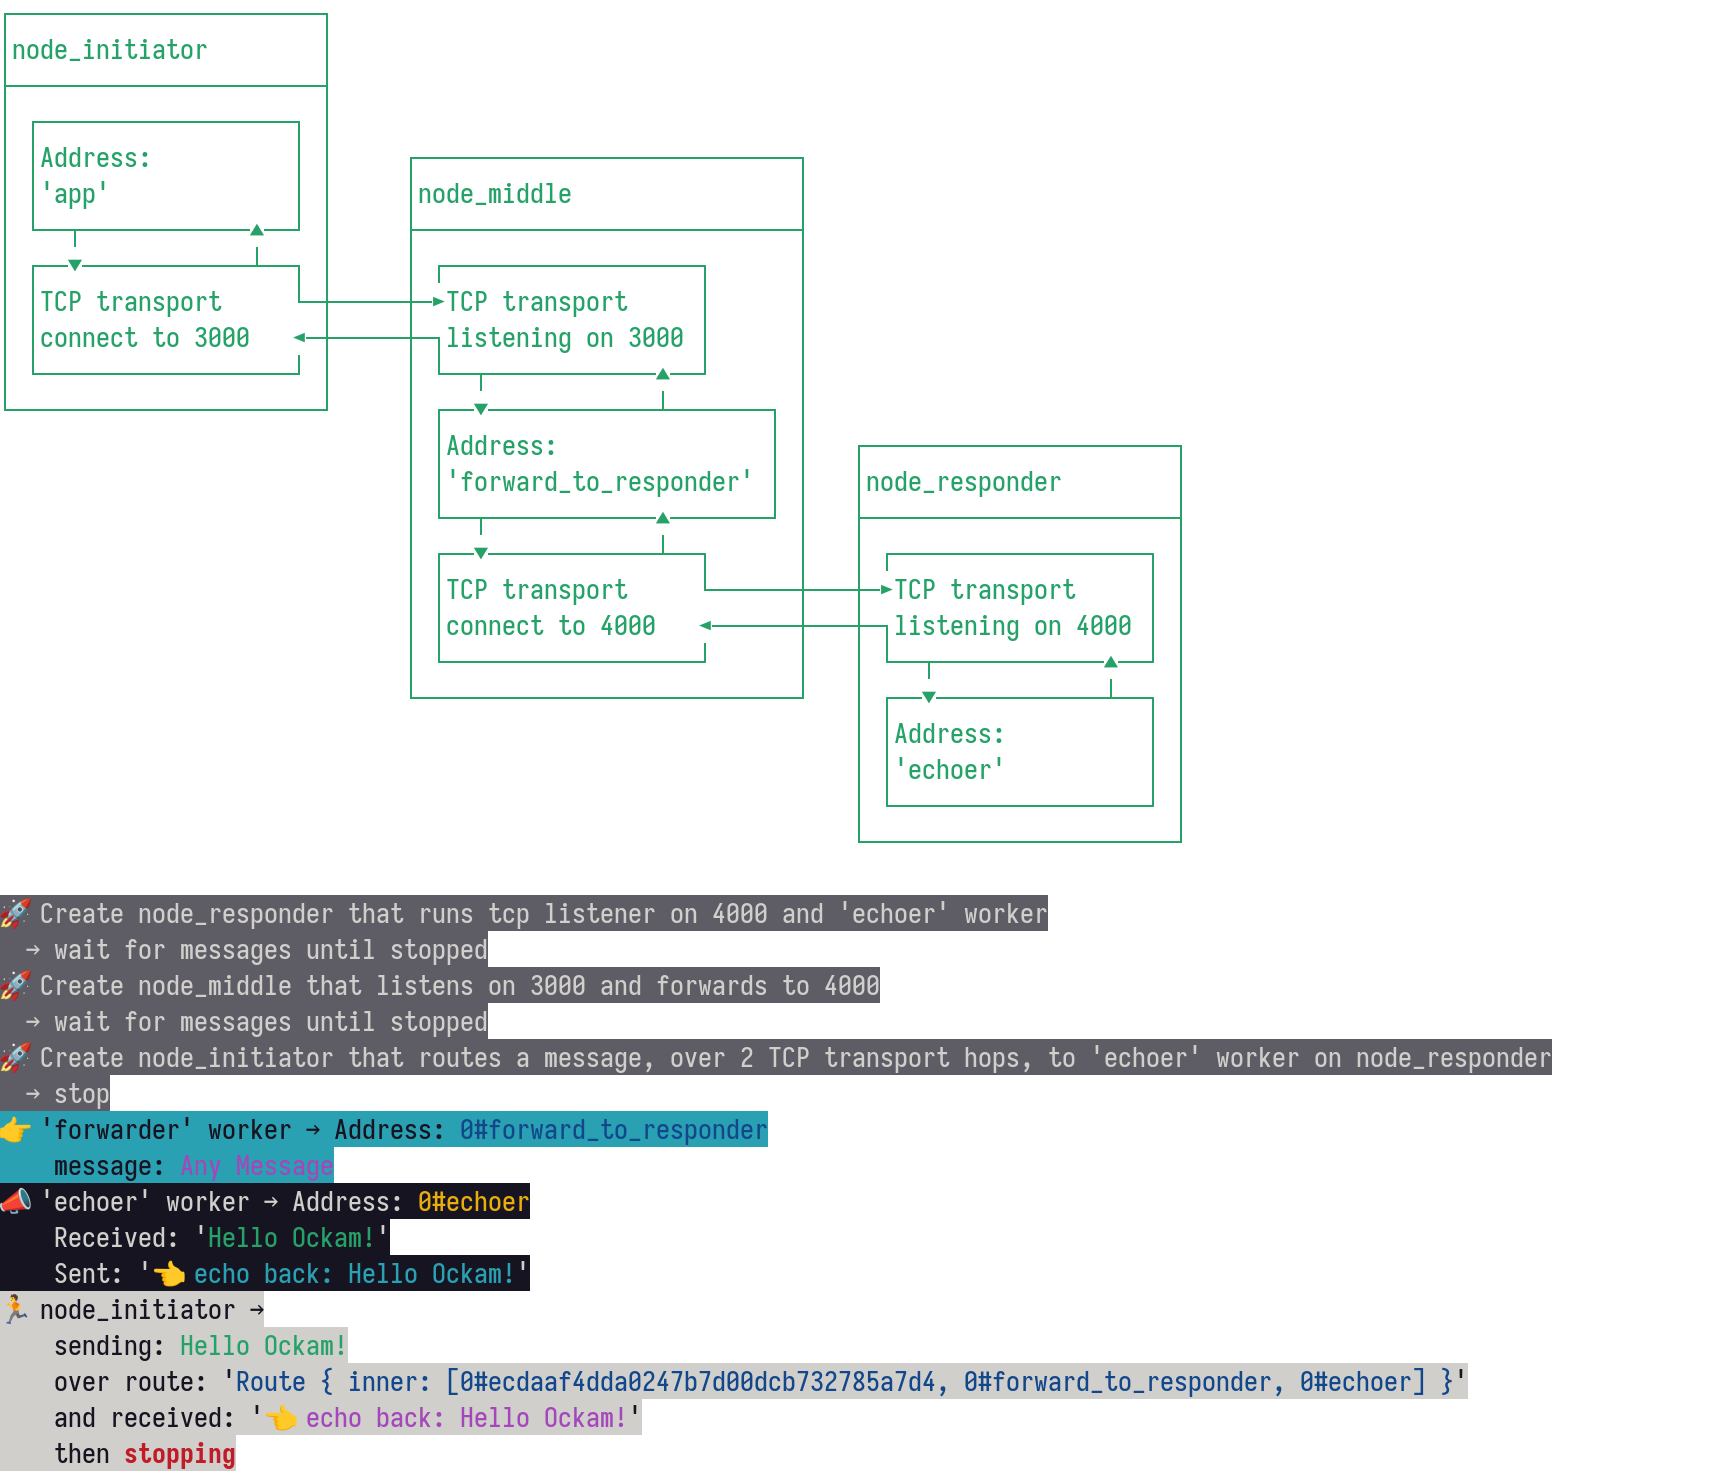 node_initiator
Address:
'app'
TCP transport
connect to 3000
node_middle
TCP transport
listening on 3000
Address:
'forward_to_responder'
TCP transport
connect to 4000
node_responder
TCP transport
listening on 4000
Address:
'echoer'
🚀 Create node_responder that runs tcp listener on 4000 and 'echoer' worker
→ wait for messages until stopped
🚀 Create node_middle that listens on 3000 and forwards to 4000
→ wait for messages until stopped
🚀 Create node_initiator that routes a message, over 2 TCP transport hops, to 'echoer' worker on node_responder
→ stop
👉 'forwarder' worker → Address: 0#forward_to_responder
message: Any Message
📣 'echoer' worker → Address: 0#echoer
Received: 'Hello Ockam!'
Sent: '👈 echo back: Hello Ockam!'
🏃 node_initiator →
sending: Hello Ockam!
over route: 'Route { inner: [0#ecdaaf4dda0247b7d00dcb732785a7d4, 0#forward_to_responder, 0#echoer] }'
and received: '👈 echo back: Hello Ockam!'
then stopping